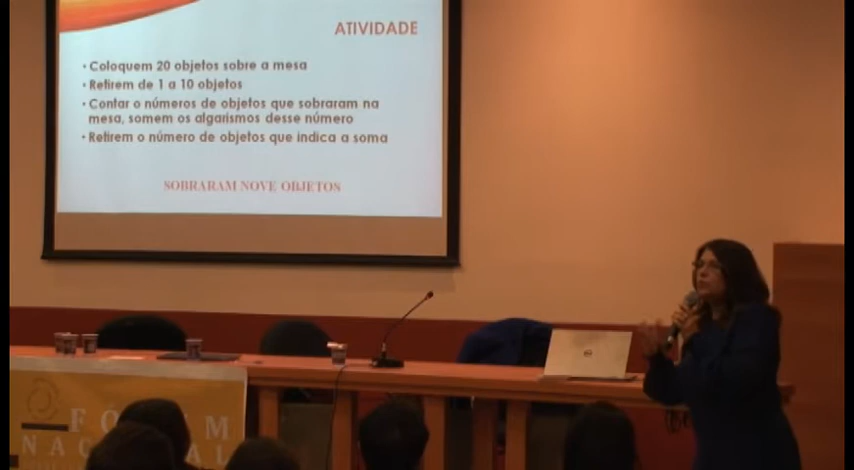 ATIVIDADE
• Coloquem 20 objetos sobre a mesa
• Retirem de 1 a 10 objetos
• Contar o números de objetos que sobraram na
mesa, somem os algarismos desse número
• Retirem o número de objetos que indica a soma
SOBRARAM NOVE OBJETOS